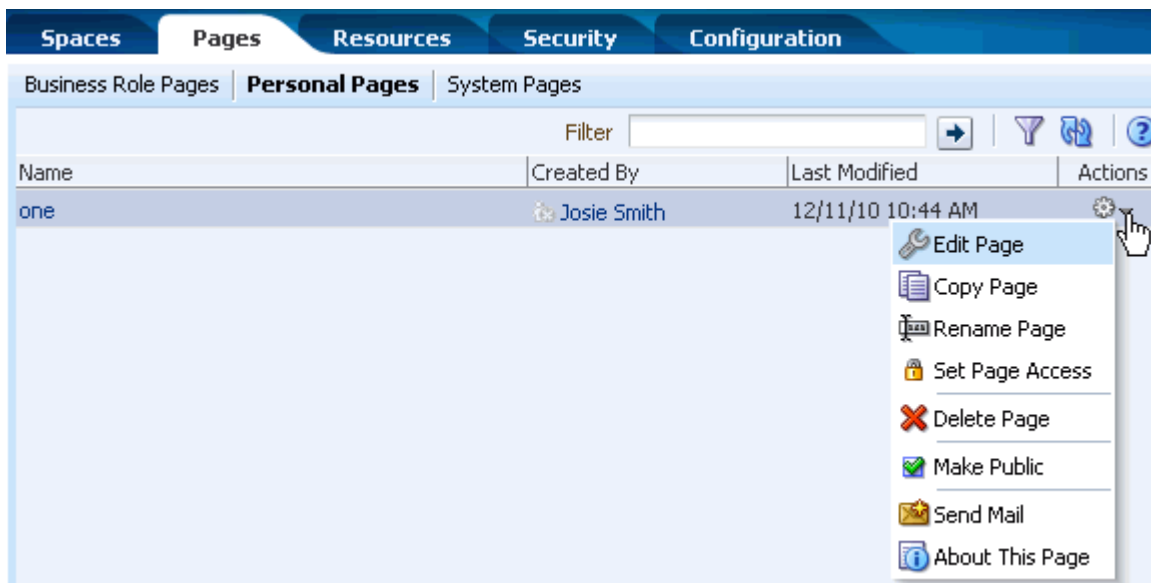 Spaces Pages Resources Security Configuration
Business Role Pages Personal Pages System Pages
Filter
Name Created By Last Modified Actions
one Josie Smith 12/11/10 10:44 AM
Edit Page
Copy Page
Rename Page
Set Page Access
Delete Page
Make Public
Send Mail
About This Page